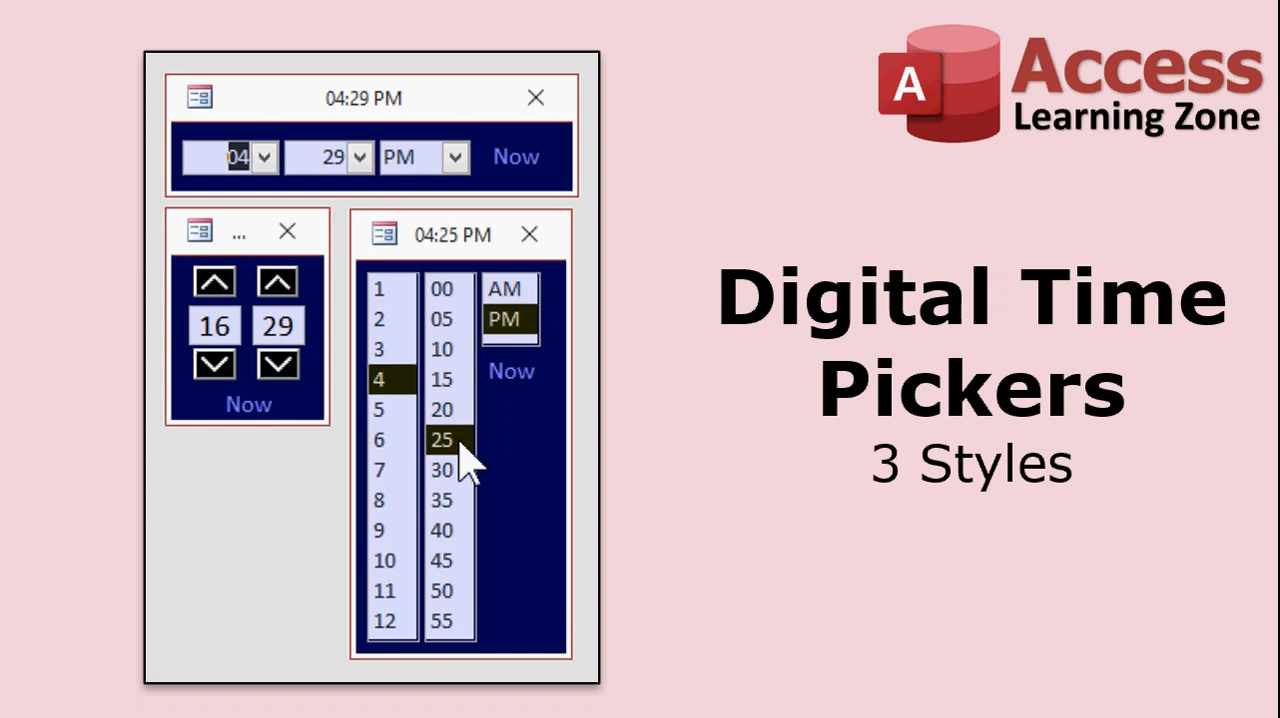 04:29 PM
04 29 PM Now
...
16 29
Now
04:25 PM
1 00 AM
2 05 PM
3 10
4 15 Now
5 20
6 25
7 30
8 35
9 40
10 45
11 50
12 55
A Access
Learning Zone
Digital Time
Pickers
3 Styles